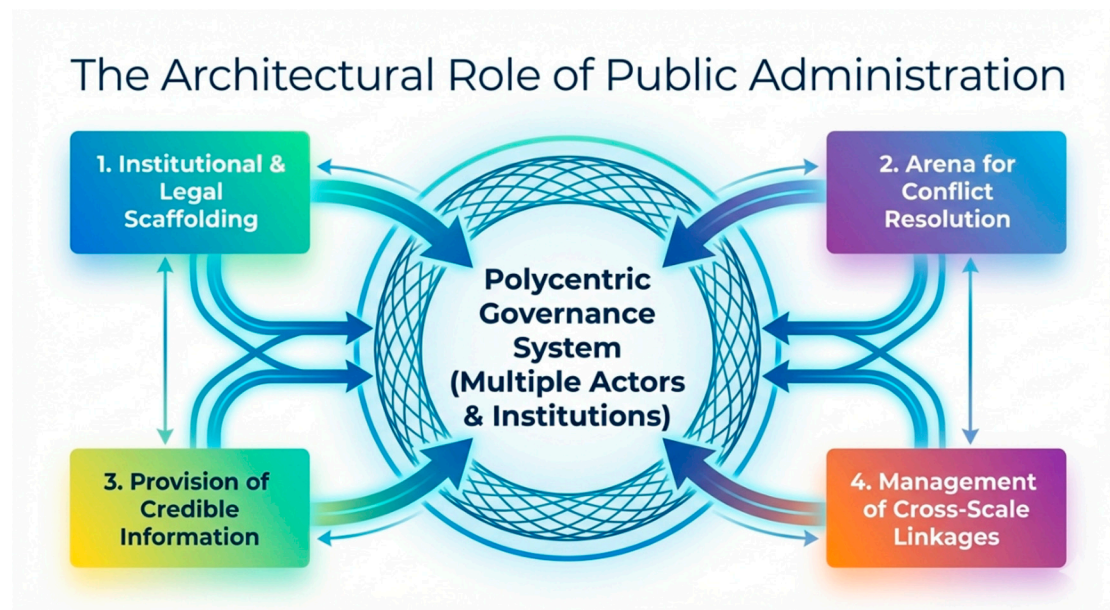 The Architectural Role of Public Administration
1. Institutional &
Legal
Scaffolding
2. Arena for
Conflict
Resolution
Polycentric
Governance
System
(Multiple Actors
& Institutions)
3. Provision of
Credible
Information
4. Management
of Cross-Scale
Linkages